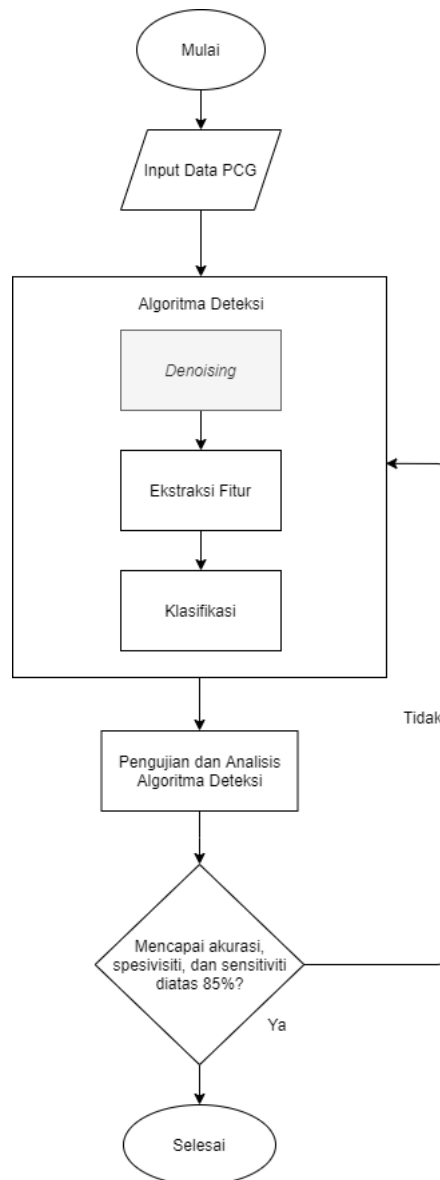 Mulai
Input Data PCG
Algoritma Deteksi
Denoising
Ekstraksi Fitur
Klasifikasi
Pengujian dan Analisis
Algoritma Deteksi
Tidak
Mencapai akurasi,
spesivisiti, dan sensitiviti
diatas 85%?
Ya
Selesai